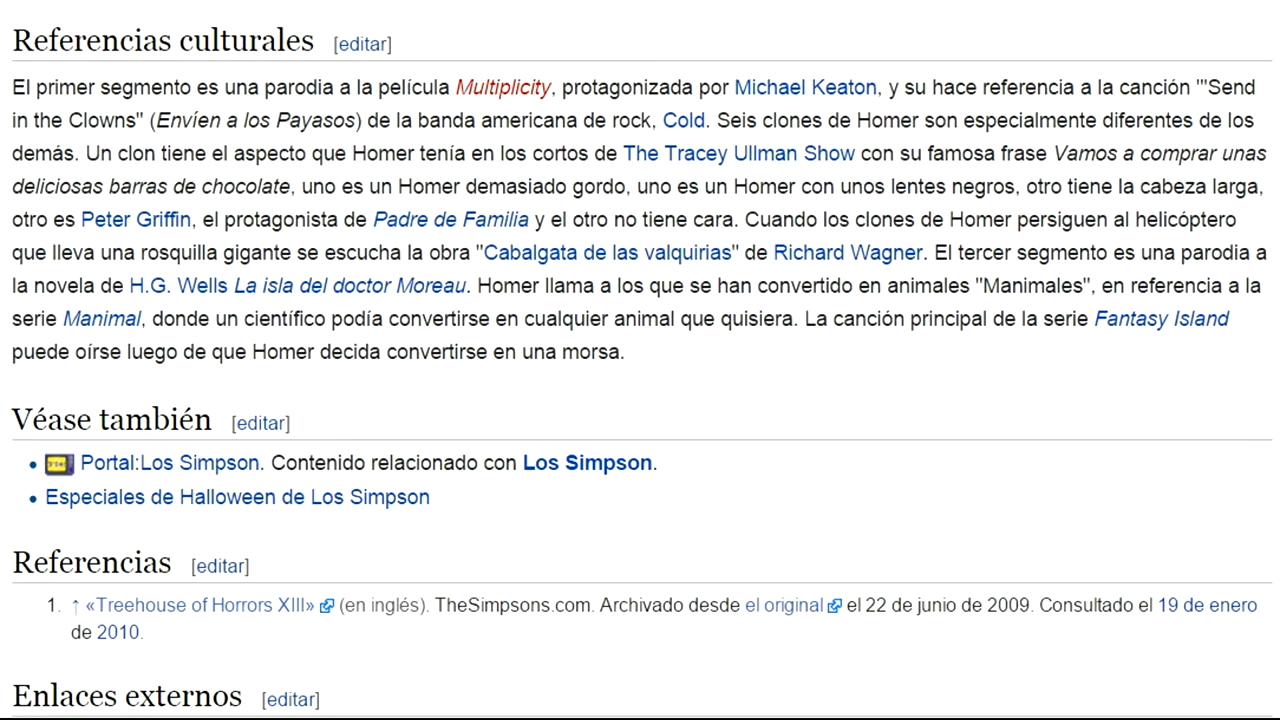 Referencias culturales [editar]
El primer segmento es una parodia a la película Multiplicity, protagonizada por Michael Keaton, y su hace referencia a la canción '"Send
in the Clowns" (Envíen a los Payasos) de la banda americana de rock, Cold. Seis clones de Homer son especialmente diferentes de los
demás. Un clon tiene el aspecto que Homer tenía en los cortos de The Tracey Ullman Show con su famosa frase Vamos a comprar unas
deliciosas barras de chocolate, uno es un Homer demasiado gordo, uno es un Homer con unos lentes negros, otro tiene la cabeza larga,
otro es Peter Griffin, el protagonista de Padre de Familia y el otro no tiene cara. Cuando los clones de Homer persiguen al helicóptero
que lleva una rosquilla gigante se escucha la obra "Cabalgata de las valquirias" de Richard Wagner. El tercer segmento es una parodia a
la novela de H.G. Wells La isla del doctor Moreau. Homer llama a los que se han convertido en animales "Manimales", en referencia a la
serie Manimal, donde un científico podía convertirse en cualquier animal que quisiera. La canción principal de la serie Fantasy Island
puede oírse luego de que Homer decida convertirse en una morsa.
Véase también [editar]
• Portal:Los Simpson. Contenido relacionado con Los Simpson.
• Especiales de Halloween de Los Simpson
Referencias [editar]
1. ↑ «Treehouse of Horrors XIII» (en inglés). TheSimpsons.com. Archivado desde el original el 22 de junio de 2009. Consultado el 19 de enero
de 2010.
Enlaces externos [editar]